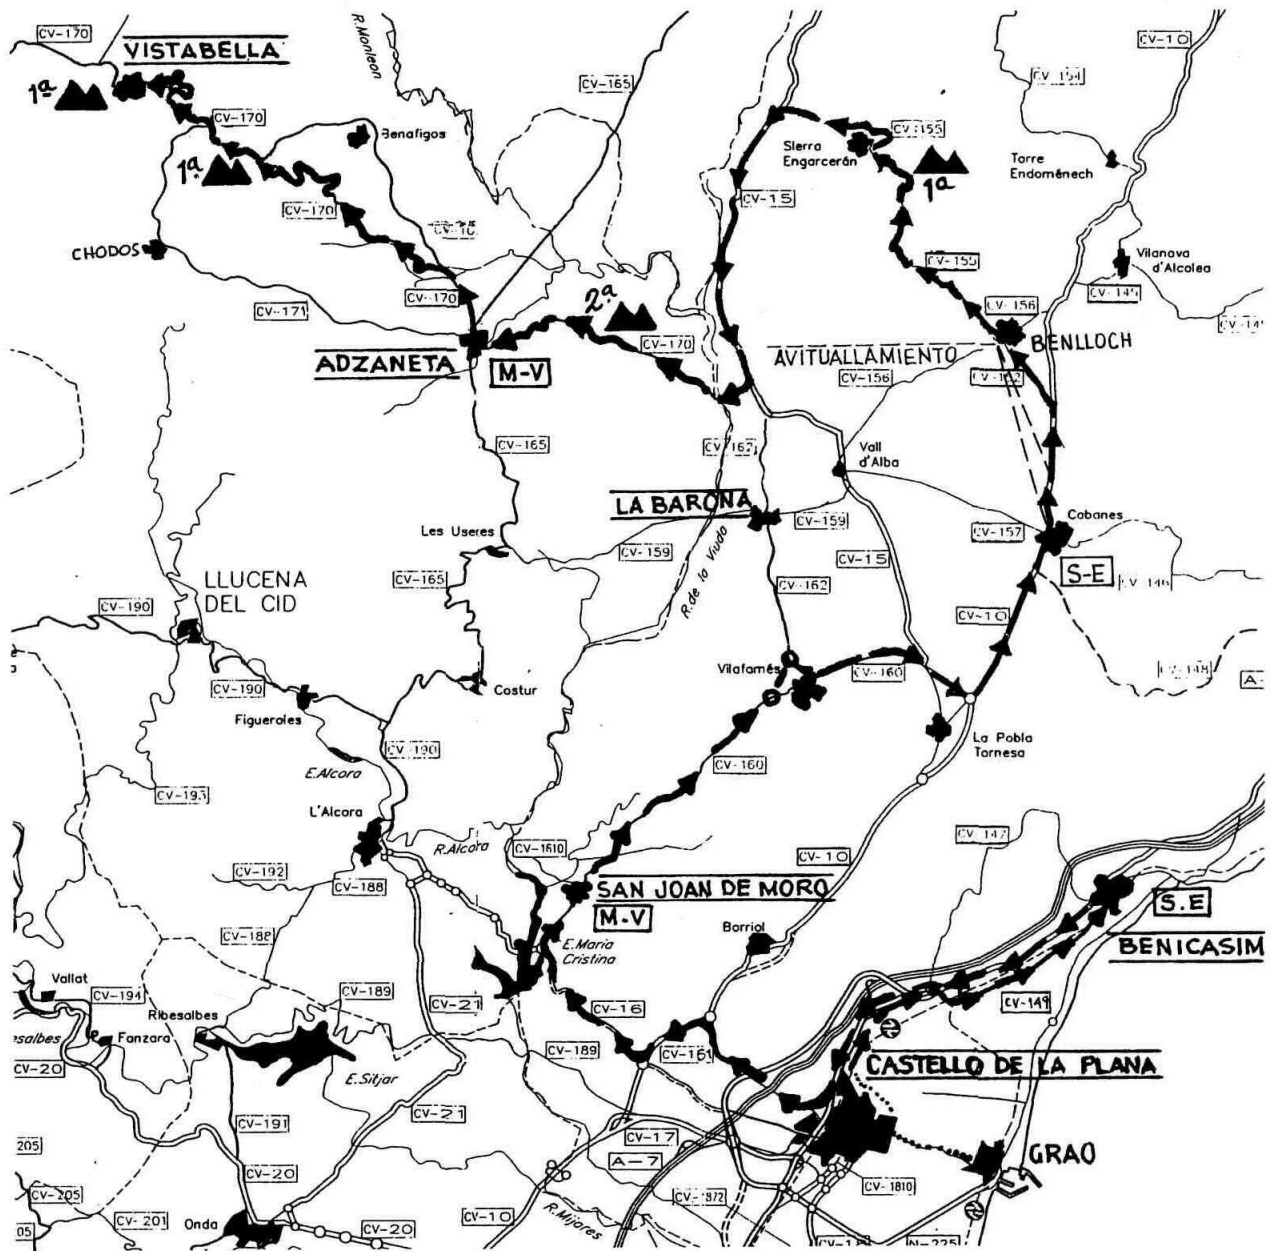 CV-170
VISTABELLA
1ª
CV-170
1ª
Benafigos
CV-170
CHODOS
CV-171
CV-170
R. Monleon
CV-165
CV-10
CV-15
Sierra
Engarcerán
CV-155
1ª
Torre
Endoménech
CV-155
Vilanova
d'Alcolea
CV-156
BENLLOCH
2ª
CV-170
ADZANETA
M-V
AVITUALLAMIENTO
CV-156
CV-165
CV-162
Vall
d'Alba
LA BARONA
CV-159
CV-157
Cabanes
Les Useres
CV-159
CV-15
R. de la Viuda
S-E
CV-146
CV-165
CV-162
CV-10
LLUCENA
DEL CID
CV-190
Vilafamés
CV-160
CV-148
CV-190
Costur
Figueroles
La Pobla
Tornesa
CV-190
CV-160
E. Alcora
CV-193
L'Alcora
R. Alcora
CV-1610
CV-147
CV-10
CV-192
CV-188
SAN JOAN DE MORO
M-V
S.E
CV-188
E. Maria
Cristina
Borriol
BENICASIM
Vallat
CV-194
CV-189
CV-21
CV-16
CV-149
Ribesalbes
Fanzara
esalbes
CV-20
CV-189
CV-161
CASTELLO DE LA PLANA
E. Sitjar
CV-191
CV-21
CV-17
A-7
GRAO
205
CV-20
CV-1872
CV-1810
CV-205
CV-201
Onda
CV-20
CV-10
R. Mijares
N-225
05